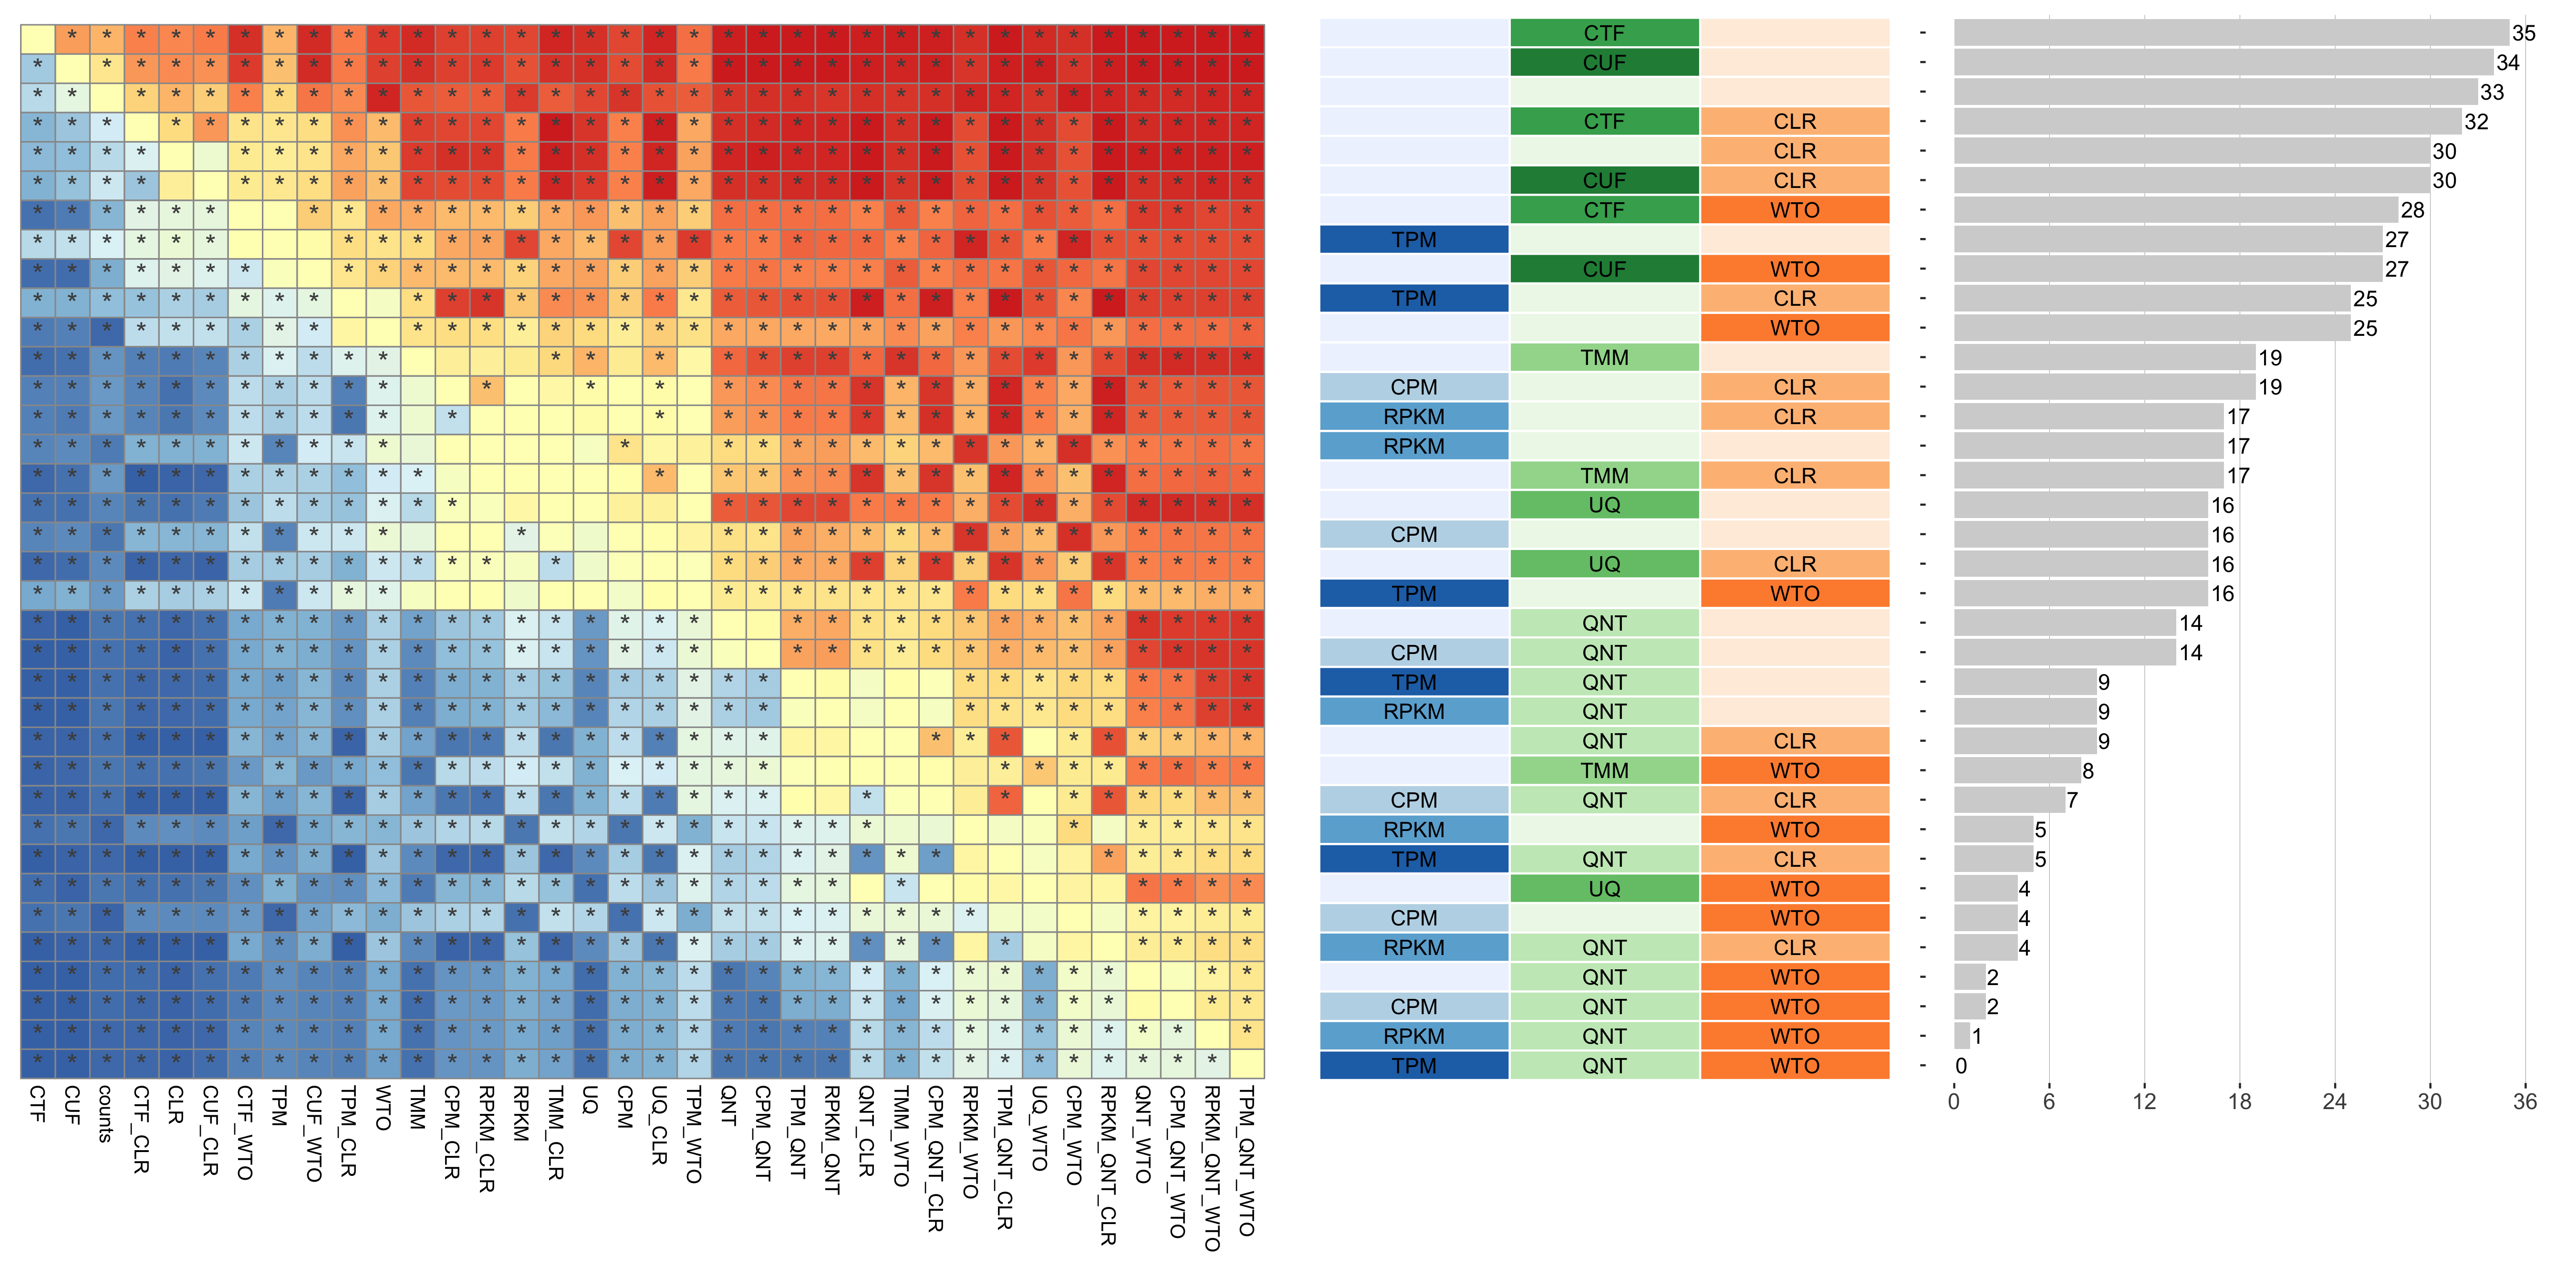 CTF - 35
CUF - 34
- 33
CTF CLR - 32
CLR - 30
CUF CLR - 30
CTF WTO - 28
TPM - 27
CUF WTO - 27
TPM CLR - 25
WTO - 25
TMM - 19
CPM CLR - 19
RPKM CLR - 17
RPKM - 17
TMM CLR - 17
UQ - 16
CPM - 16
UQ CLR - 16
TPM WTO - 16
QNT - 14
CPM QNT - 14
TPM QNT - 9
RPKM QNT - 9
QNT CLR - 9
TMM WTO - 8
CPM QNT CLR - 7
RPKM WTO - 5
TPM QNT CLR - 5
UQ WTO - 4
CPM WTO - 4
RPKM QNT CLR - 4
QNT WTO - 2
CPM QNT WTO - 2
RPKM QNT WTO - 1
TPM QNT WTO - 0
CTF
CUF
counts
CTF_CLR
CLR
CUF_CLR
CTF_WTO
TPM
CUF_WTO
TPM_CLR
WTO
TMM
CPM_CLR
RPKM_CLR
RPKM
TMM_CLR
UQ
CPM
UQ_CLR
TPM_WTO
QNT
CPM_QNT
TPM_QNT
RPKM_QNT
QNT_CLR
TMM_WTO
CPM_QNT_CLR
RPKM_WTO
TPM_QNT_CLR
UQ_WTO
CPM_WTO
RPKM_QNT_CLR
QNT_WTO
CPM_QNT_WTO
RPKM_QNT_WTO
TPM_QNT_WTO
0 6 12 18 24 30 36